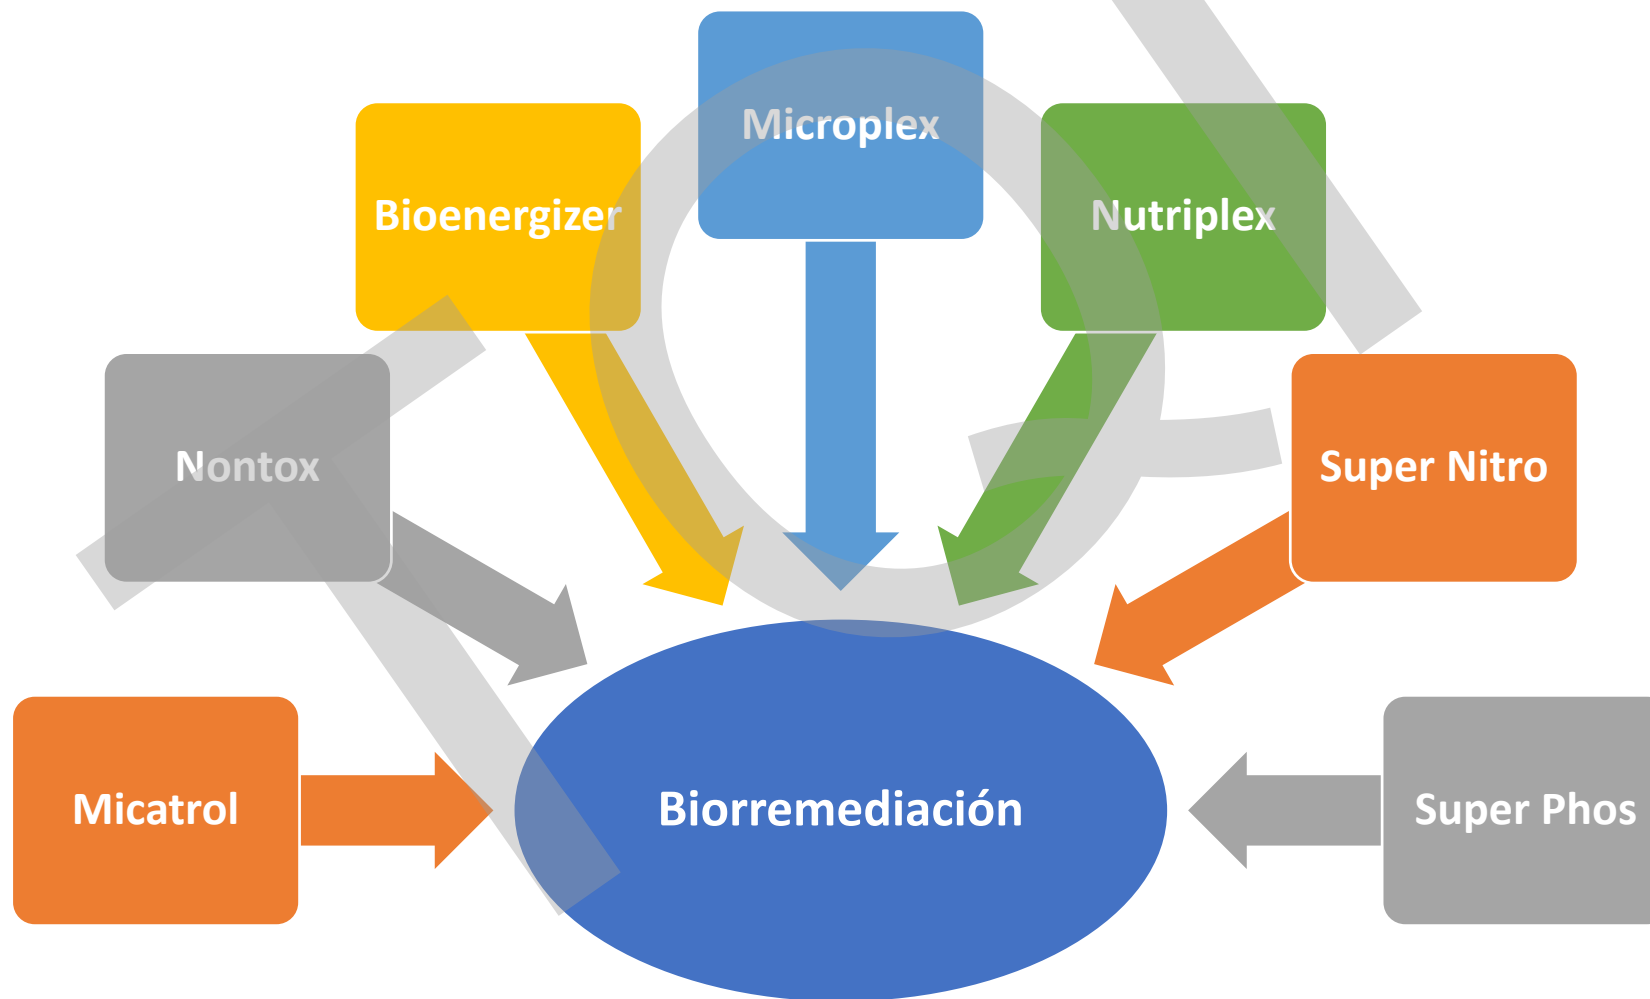 Microplex
Bioenergizer
Nutriplex
Nontox
Super Nitro
Micatrol
Biorremediación
Super Phos